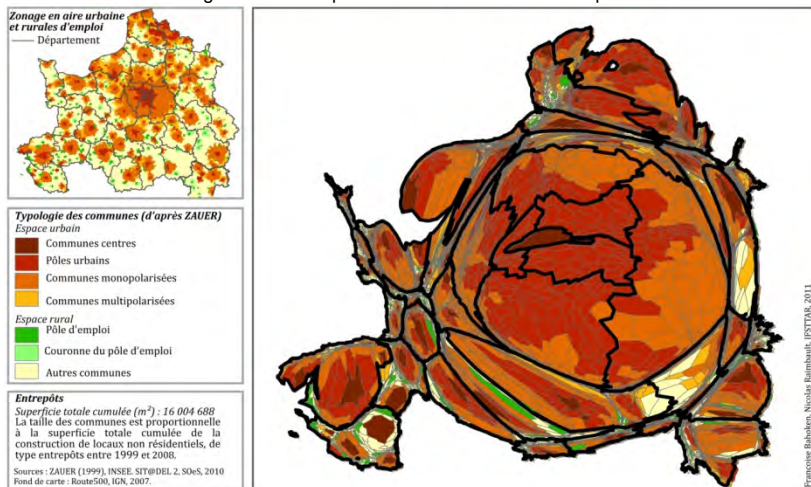 Zonage en aire urbaine
et rurales d'emploi
Département
Typologie des communes (d'après ZAUER)
Espace urbain
Communes centres
Pôles urbains
Communes monopolarisées
Communes multipolarisées
Espace rural
Pôle d'emploi
Couronne du pôle d'emploi
Autres communes
Entrepôts
Superficie totale cumulée (m²) : 16 004 688
La taille des communes est proportionnelle
à la superficie totale cumulée de la
construction de locaux non résidentiels, de
type entrepôts entre 1999 et 2008.
Sources : ZAUER (1999), INSEE. SIT@DEL 2, SOeS, 2010
Fond de carte : Route500, IGN, 2007.
Françoise Bahoken, Nicolas Raimbault, IFSTTAR, 2011